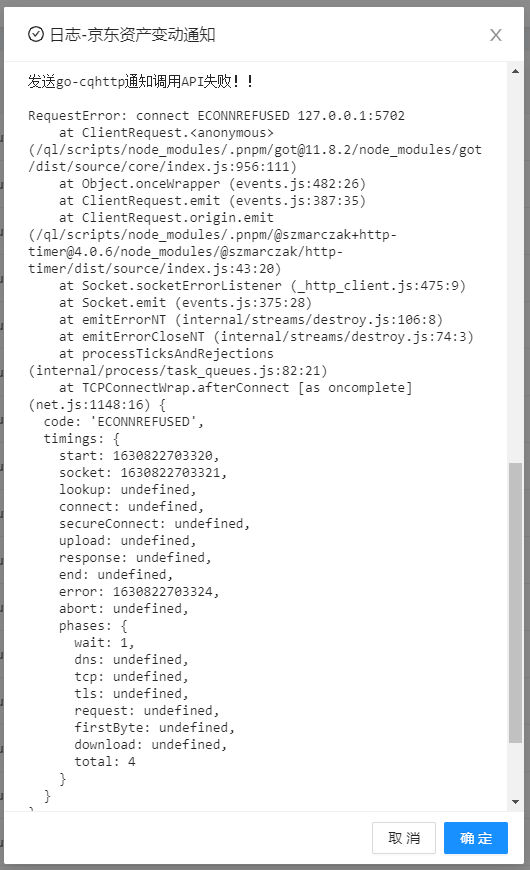 日志-京东资产变动通知
发送go-cqhttp通知调用API失败！！
RequestError: connect ECONNREFUSED 127.0.0.1:5702
at ClientRequest.<anonymous>
(/ql/scripts/node_modules/.pnpm/got@11.8.2/node_modules/got
/dist/source/core/index.js:956:111)
at Object.onceWrapper (events.js:482:26)
at ClientRequest.emit (events.js:387:35)
at ClientRequest.origin.emit
(/ql/scripts/node_modules/.pnpm/@szmarczak+http-
timer@4.0.6/node_modules/@szmarczak/http-
timer/dist/source/index.js:43:20)
at Socket.socketErrorListener (_http_client.js:475:9)
at Socket.emit (events.js:375:28)
at emitErrorNT (internal/streams/destroy.js:106:8)
at emitErrorCloseNT (internal/streams/destroy.js:74:3)
at processTicksAndRejections
(internal/process/task_queues.js:82:21)
at TCPConnectWrap.afterConnect [as oncomplete]
(net.js:1148:16) {
code: 'ECONNREFUSED',
timings: {
start: 1630822703320,
socket: 1630822703321,
lookup: undefined,
connect: undefined,
secureConnect: undefined,
upload: undefined,
response: undefined,
end: undefined,
error: 1630822703324,
abort: undefined,
phases: {
wait: 1,
dns: undefined,
tcp: undefined,
tls: undefined,
request: undefined,
firstByte: undefined,
download: undefined,
total: 4
}
}
取 消
确 定